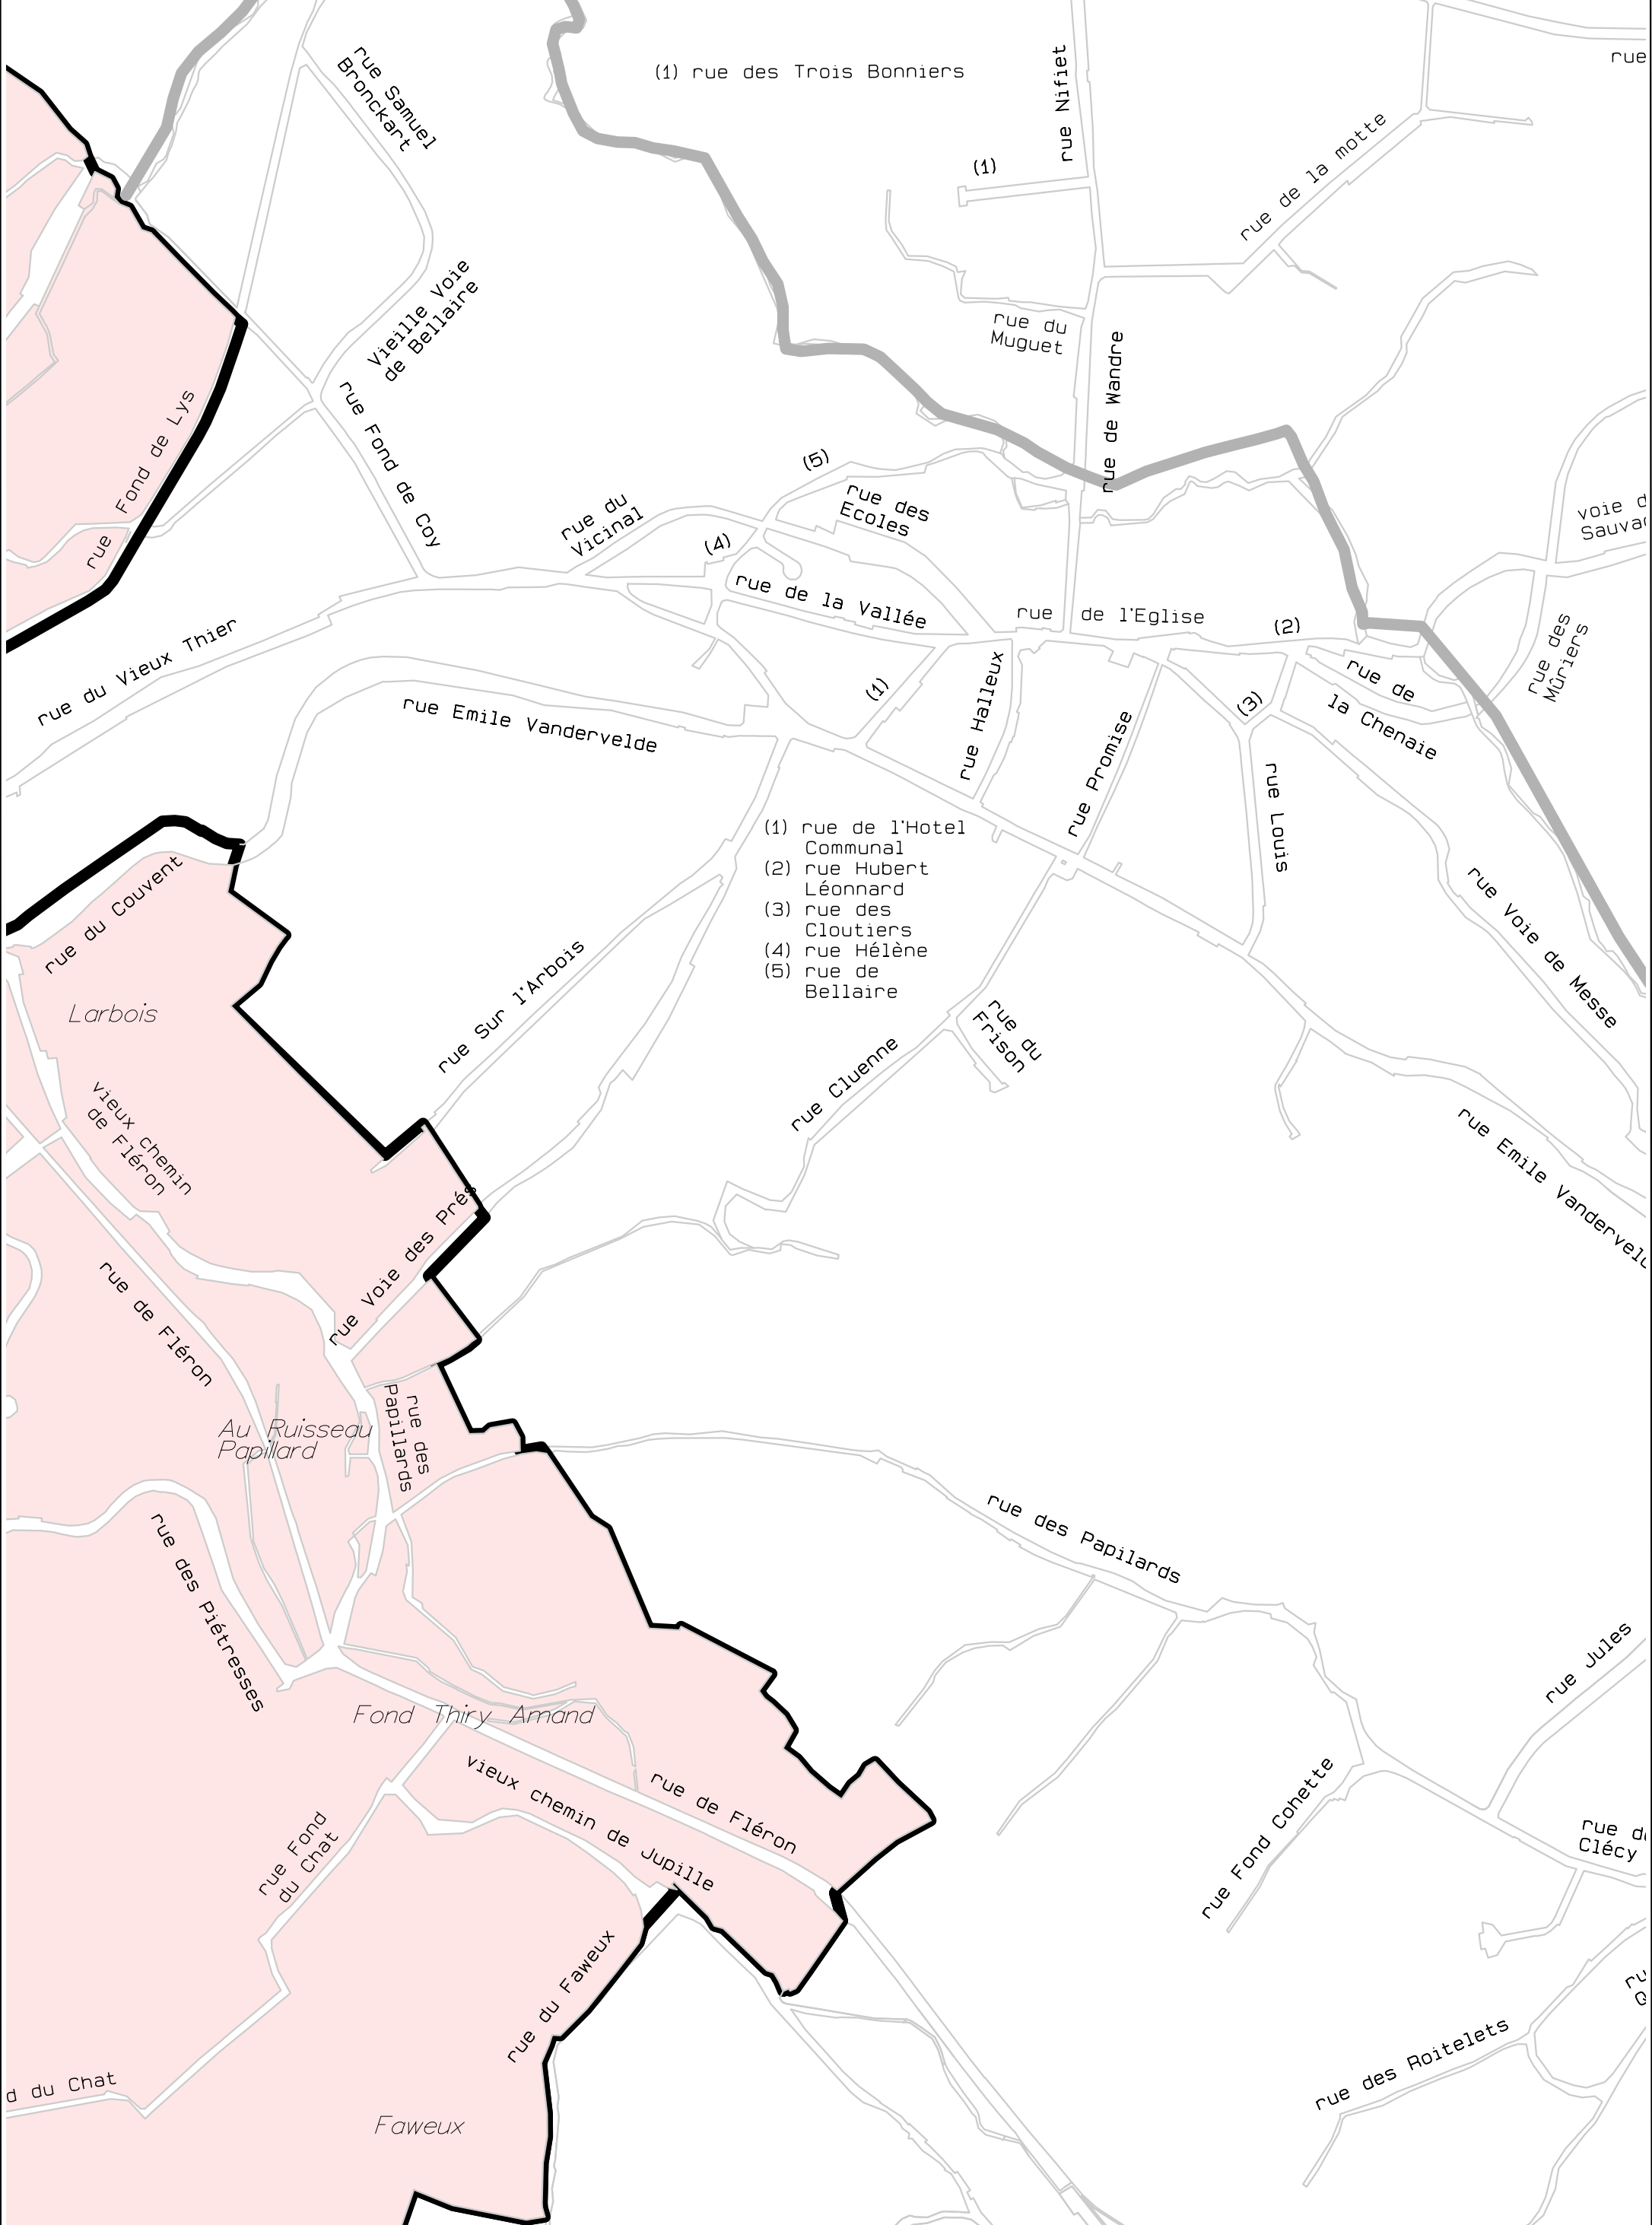 rue
rue Samuel
Bronckart
(1) rue des Trois Bonniers
rue Nifiet
(1)
rue de la motte
Vieille Voie
de Bellaire
rue du
Muguet
rue de Wandre
rue Fond de Lys
rue Fond de Coy
(5)
rue des
Ecoles
rue du
Vicinal
(4)
voie d
Sauva
rue de la Vallée
rue de l'Eglise
(2)
rue du Vieux Thier
rue des
Mûriers
rue de
la Chenaie
(1)
rue Halleux
(3)
rue Emile Vandervelde
rue Promise
rue Louis
(1) rue de l'Hotel
Communal
(2) rue Hubert
Léonnard
(3) rue des
Cloutiers
(4) rue Hélène
(5) rue de
Bellaire
rue du Couvent
rue Voie de Messe
Larbois
rue Sur l'Arbois
rue du
Frison
rue Cluenne
vieux chemin
de Fléron
rue Emile Vandervel
rue Voie des Prés
rue de Fléron
rue des
Papillards
Au Ruisseau
Papillard
rue des Papilards
rue des Piétresses
rue Jules
Fond Thiry Amand
vieux chemin de Jupille
rue de Fléron
rue Fond Cohette
rue Fond
du Chat
rue d
Clécy
rue du Faweux
ru
rue des Roitelets
d du Chat
Faweux